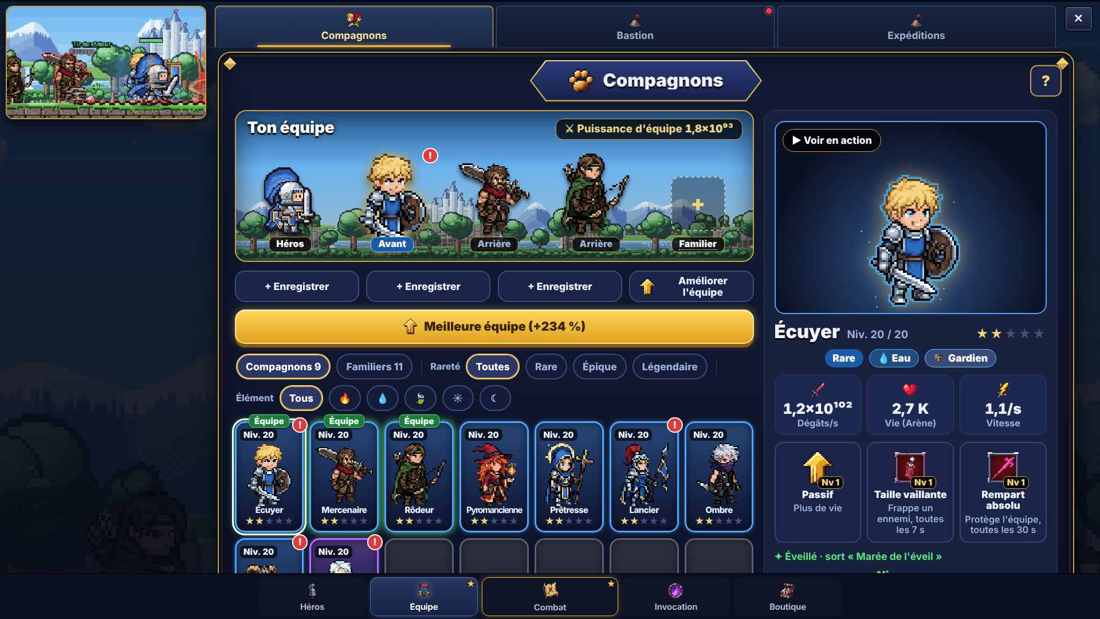 Compagnons
Bastion
Expéditions
×
Compagnons
?
Ton équipe
Puissance d'équipe 1,8×10⁹³
!
Héros
Avant
Arrière
Arrière
+
Familier
+ Enregistrer
+ Enregistrer
+ Enregistrer
Améliorer
l'équipe
Meilleure équipe (+234 %)
Compagnons 9
Familiers 11
Rareté
Toutes
Rare
Épique
Légendaire
Élément
Tous
Équipe
!
Équipe
Équipe
!
Niv. 20
Niv. 20
Niv. 20
Niv. 20
Niv. 20
Niv. 20
Niv. 20
Écuyer
Mercenaire
Rôdeur
Pyromancienne
Prêtresse
Lancier
Ombre
!
!
Niv. 20
Niv. 20
▶ Voir en action
Écuyer Niv. 20 / 20
Rare
Eau
Gardien
1,2×10¹⁰²
Dégâts/s
2,7 K
Vie (Arène)
1,1/s
Vitesse
Nv 1
Passif
Plus de vie
Nv 1
Taille vaillante
Frappe un
ennemi, toutes
les 7 s
Nv 1
Rempart
absolu
Protège l'équipe,
toutes les 30 s
+ Éveillé · sort « Marée de l'éveil »
Héros
Équipe
Combat
Invocation
Boutique